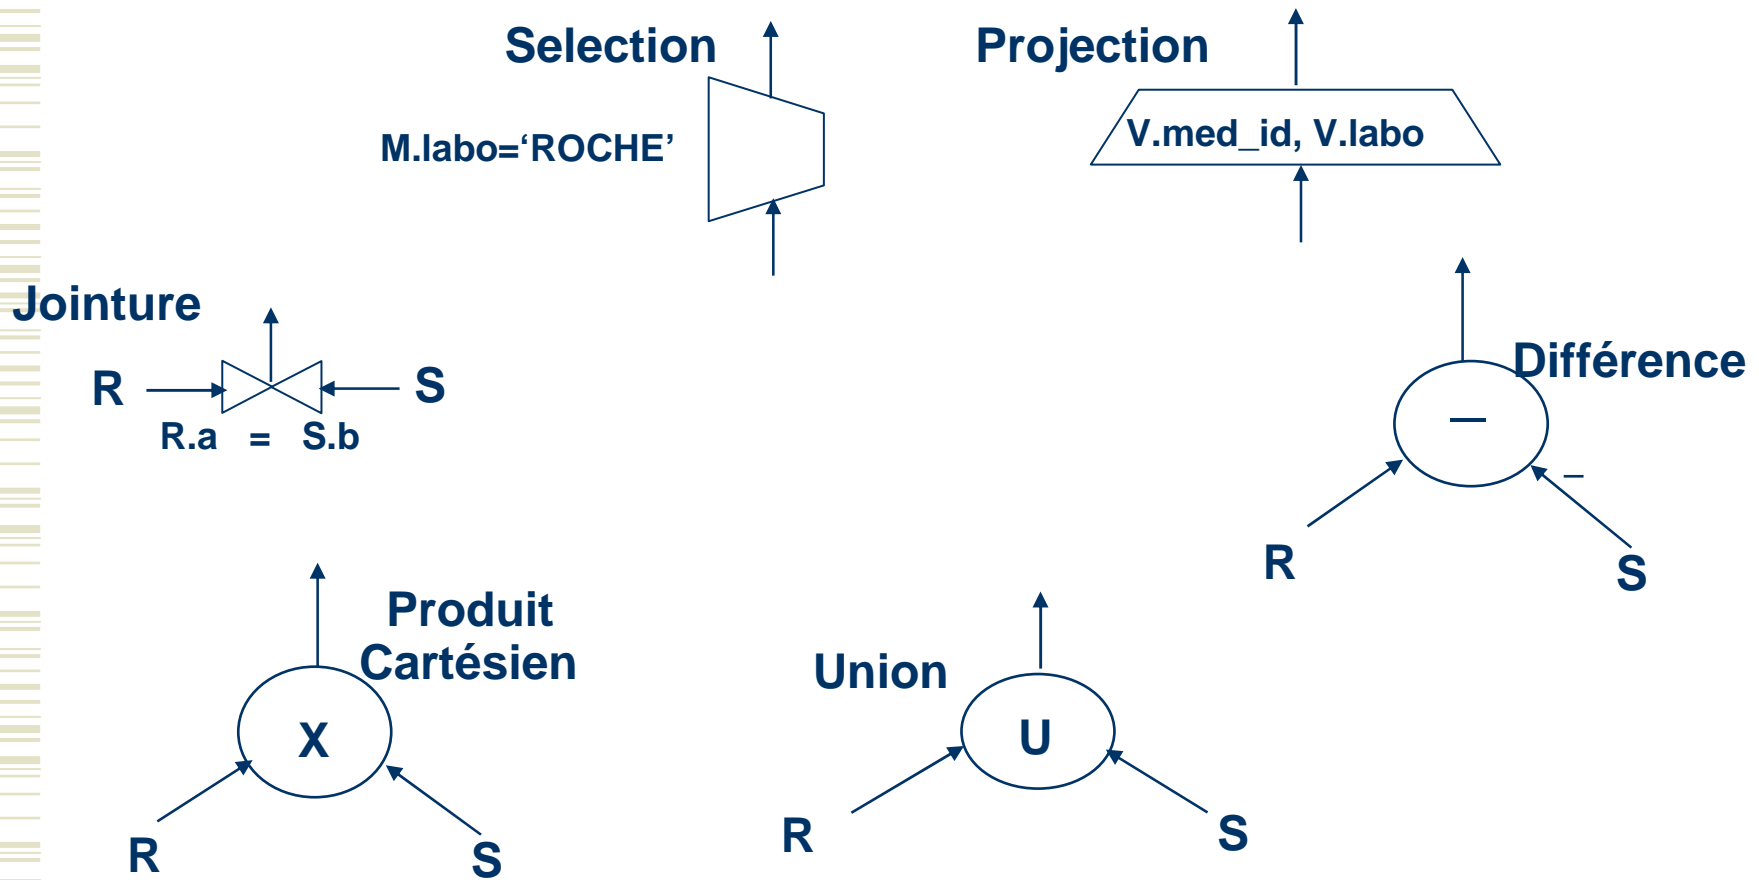 Selection
M.labo=‘ROCHE’
Projection
V.med_id, V.labo
Jointure
R
S
R.a = S.b
Différence
—
–
R
S
Produit
Cartésien
X
R
S
Union
U
R
S